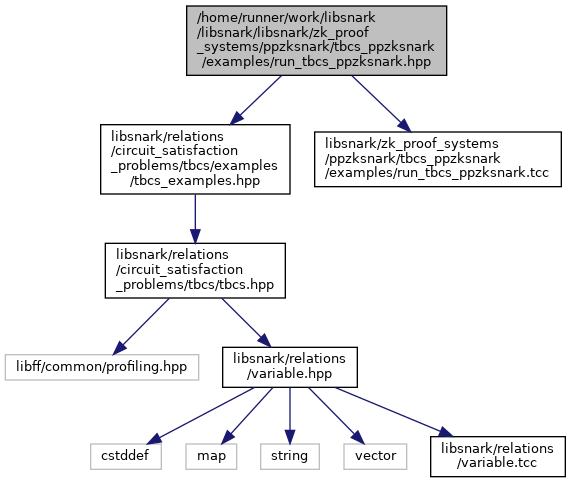 /home/runner/work/libsnark
/libsnark/libsnark/zk_proof
_systems/ppzksnark/tbcs_ppzksnark
/examples/run_tbcs_ppzksnark.hpp
libsnark/relations
/circuit_satisfaction
_problems/tbcs/examples
/tbcs_examples.hpp
libsnark/zk_proof_systems
/ppzksnark/tbcs_ppzksnark
/examples/run_tbcs_ppzksnark.tcc
libsnark/relations
/circuit_satisfaction
_problems/tbcs/tbcs.hpp
libff/common/profiling.hpp
libsnark/relations
/variable.hpp
cstddef
map
string
vector
libsnark/relations
/variable.tcc